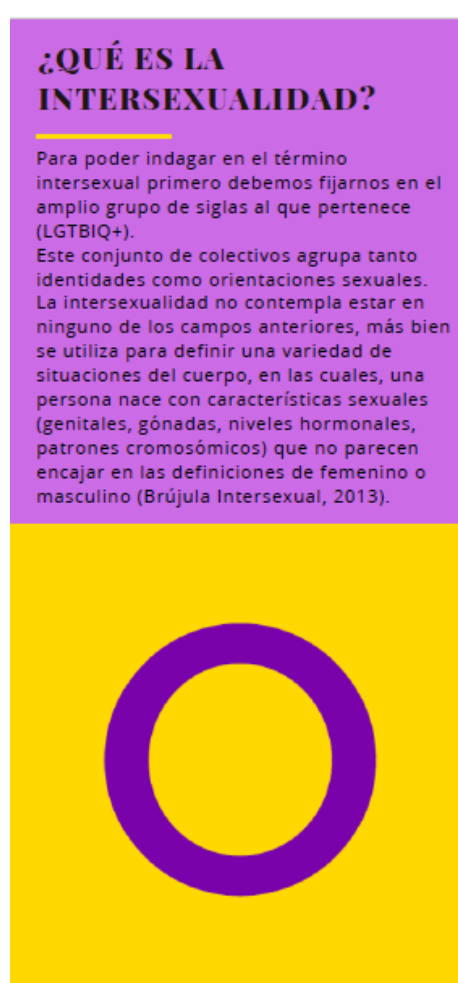 ¿QUÉ ES LA
INTERSEXUALIDAD?
Para poder indagar en el término
intersexual primero debemos fijarnos en el
amplio grupo de siglas al que pertenece
(LGTBIQ+).
Este conjunto de colectivos agrupa tanto
identidades como orientaciones sexuales.
La intersexualidad no contempla estar en
ninguno de los campos anteriores, más bien
se utiliza para definir una variedad de
situaciones del cuerpo, en las cuales, una
persona nace con características sexuales
(genitales, gónadas, niveles hormonales,
patrones cromosómicos) que no parecen
encajar en las definiciones de femenino o
masculino (Brújula Intersexual, 2013).